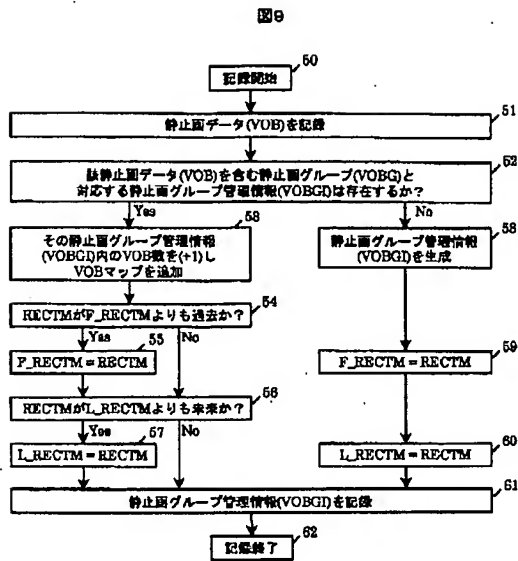 図9
50
記録開始
51
静止画データ(VOB)を記録
52
該静止画データ(VOB)を含む静止画グループ(VOBG)と
対応する静止画グループ管理情報(VOBGI)は存在するか?
Yes
No
53
その静止画グループ管理情報
(VOBGI)内のVOB数を(+1)し
VOBマップを追加
58
静止画グループ管理情報
(VOBGI)を生成
54
RECTMがF_RECTMよりも過去か?
Yes
55
No
F_RECTM=RECTM
59
F_RECTM=RECTM
56
RECTMがL_RECTMよりも未来か?
Yes
57
No
L_RECTM=RECTM
60
L_RECTM=RECTM
61
静止画グループ管理情報(VOBGI)を記録
62
記録終了